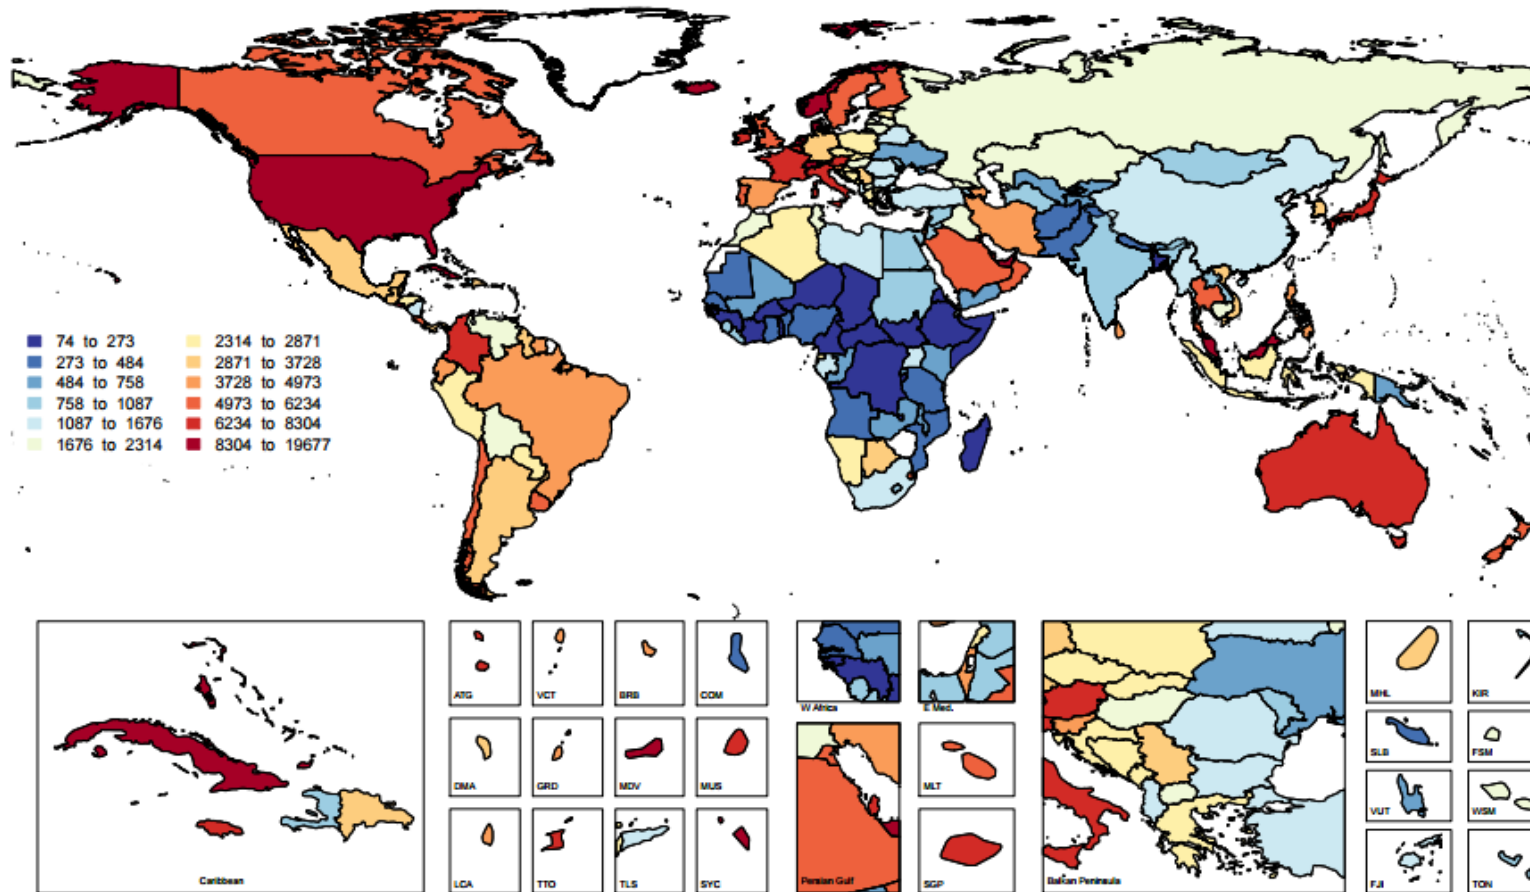 74 to 273
273 to 484
484 to 758
758 to 1087
1087 to 1676
1676 to 2314
2314 to 2871
2871 to 3728
3728 to 4973
4973 to 6234
6234 to 8304
8304 to 19677
Caribbean
ATG
VCT
BRB
COM
DMA
GRD
MDV
MUS
LCA
TTO
TLS
SYC
W Africa
E Med.
Persian Gulf
MLT
SGP
Balkan Peninsula
MHL
KIR
SLB
FSM
VUT
WSM
FJI
TON